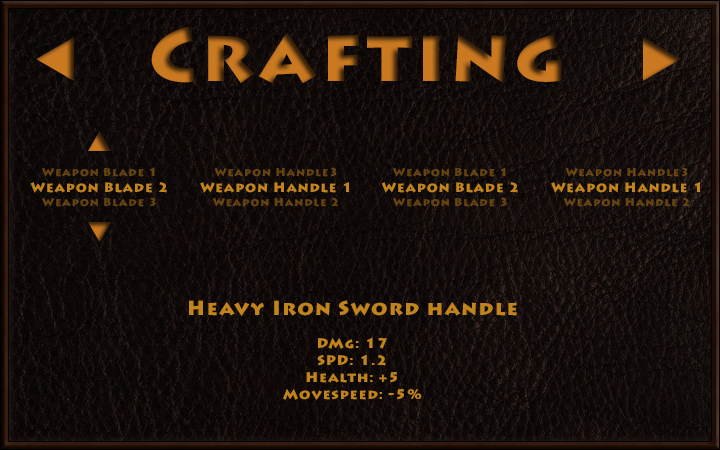 Crafting
Weapon Blade 1 Weapon Handle3 Weapon Blade 1 Weapon Handle3
Weapon Blade 2 Weapon Handle 1 Weapon Blade 2 Weapon Handle 1
Weapon Blade 3 Weapon Handle 2 Weapon Blade 3 Weapon Handle 2
Heavy Iron Sword handle
DMg: 17
SPD: 1.2
Health: +5
Movespeed: -5%